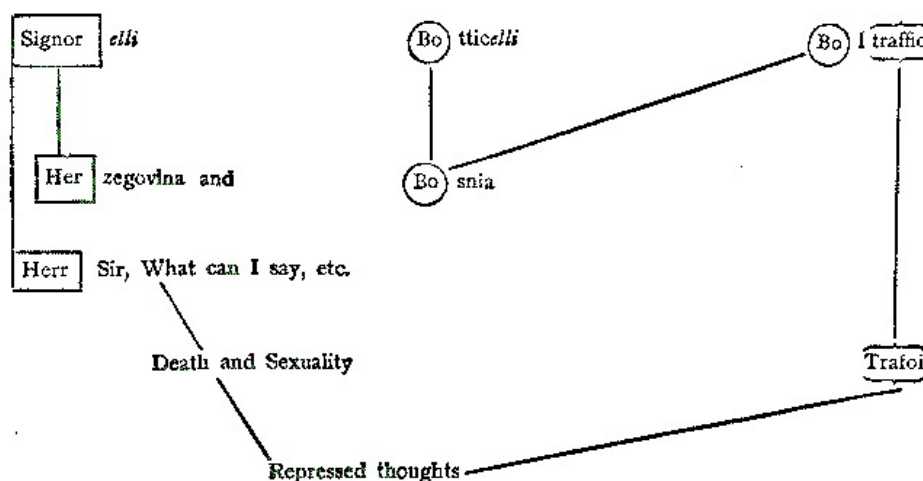 Signor elli Bo tticelli Bo l traffic
Her zegovina and Bo snia
Herr Sir, What can I say, etc.
Death and Sexuality Trafoi
Repressed thoughts